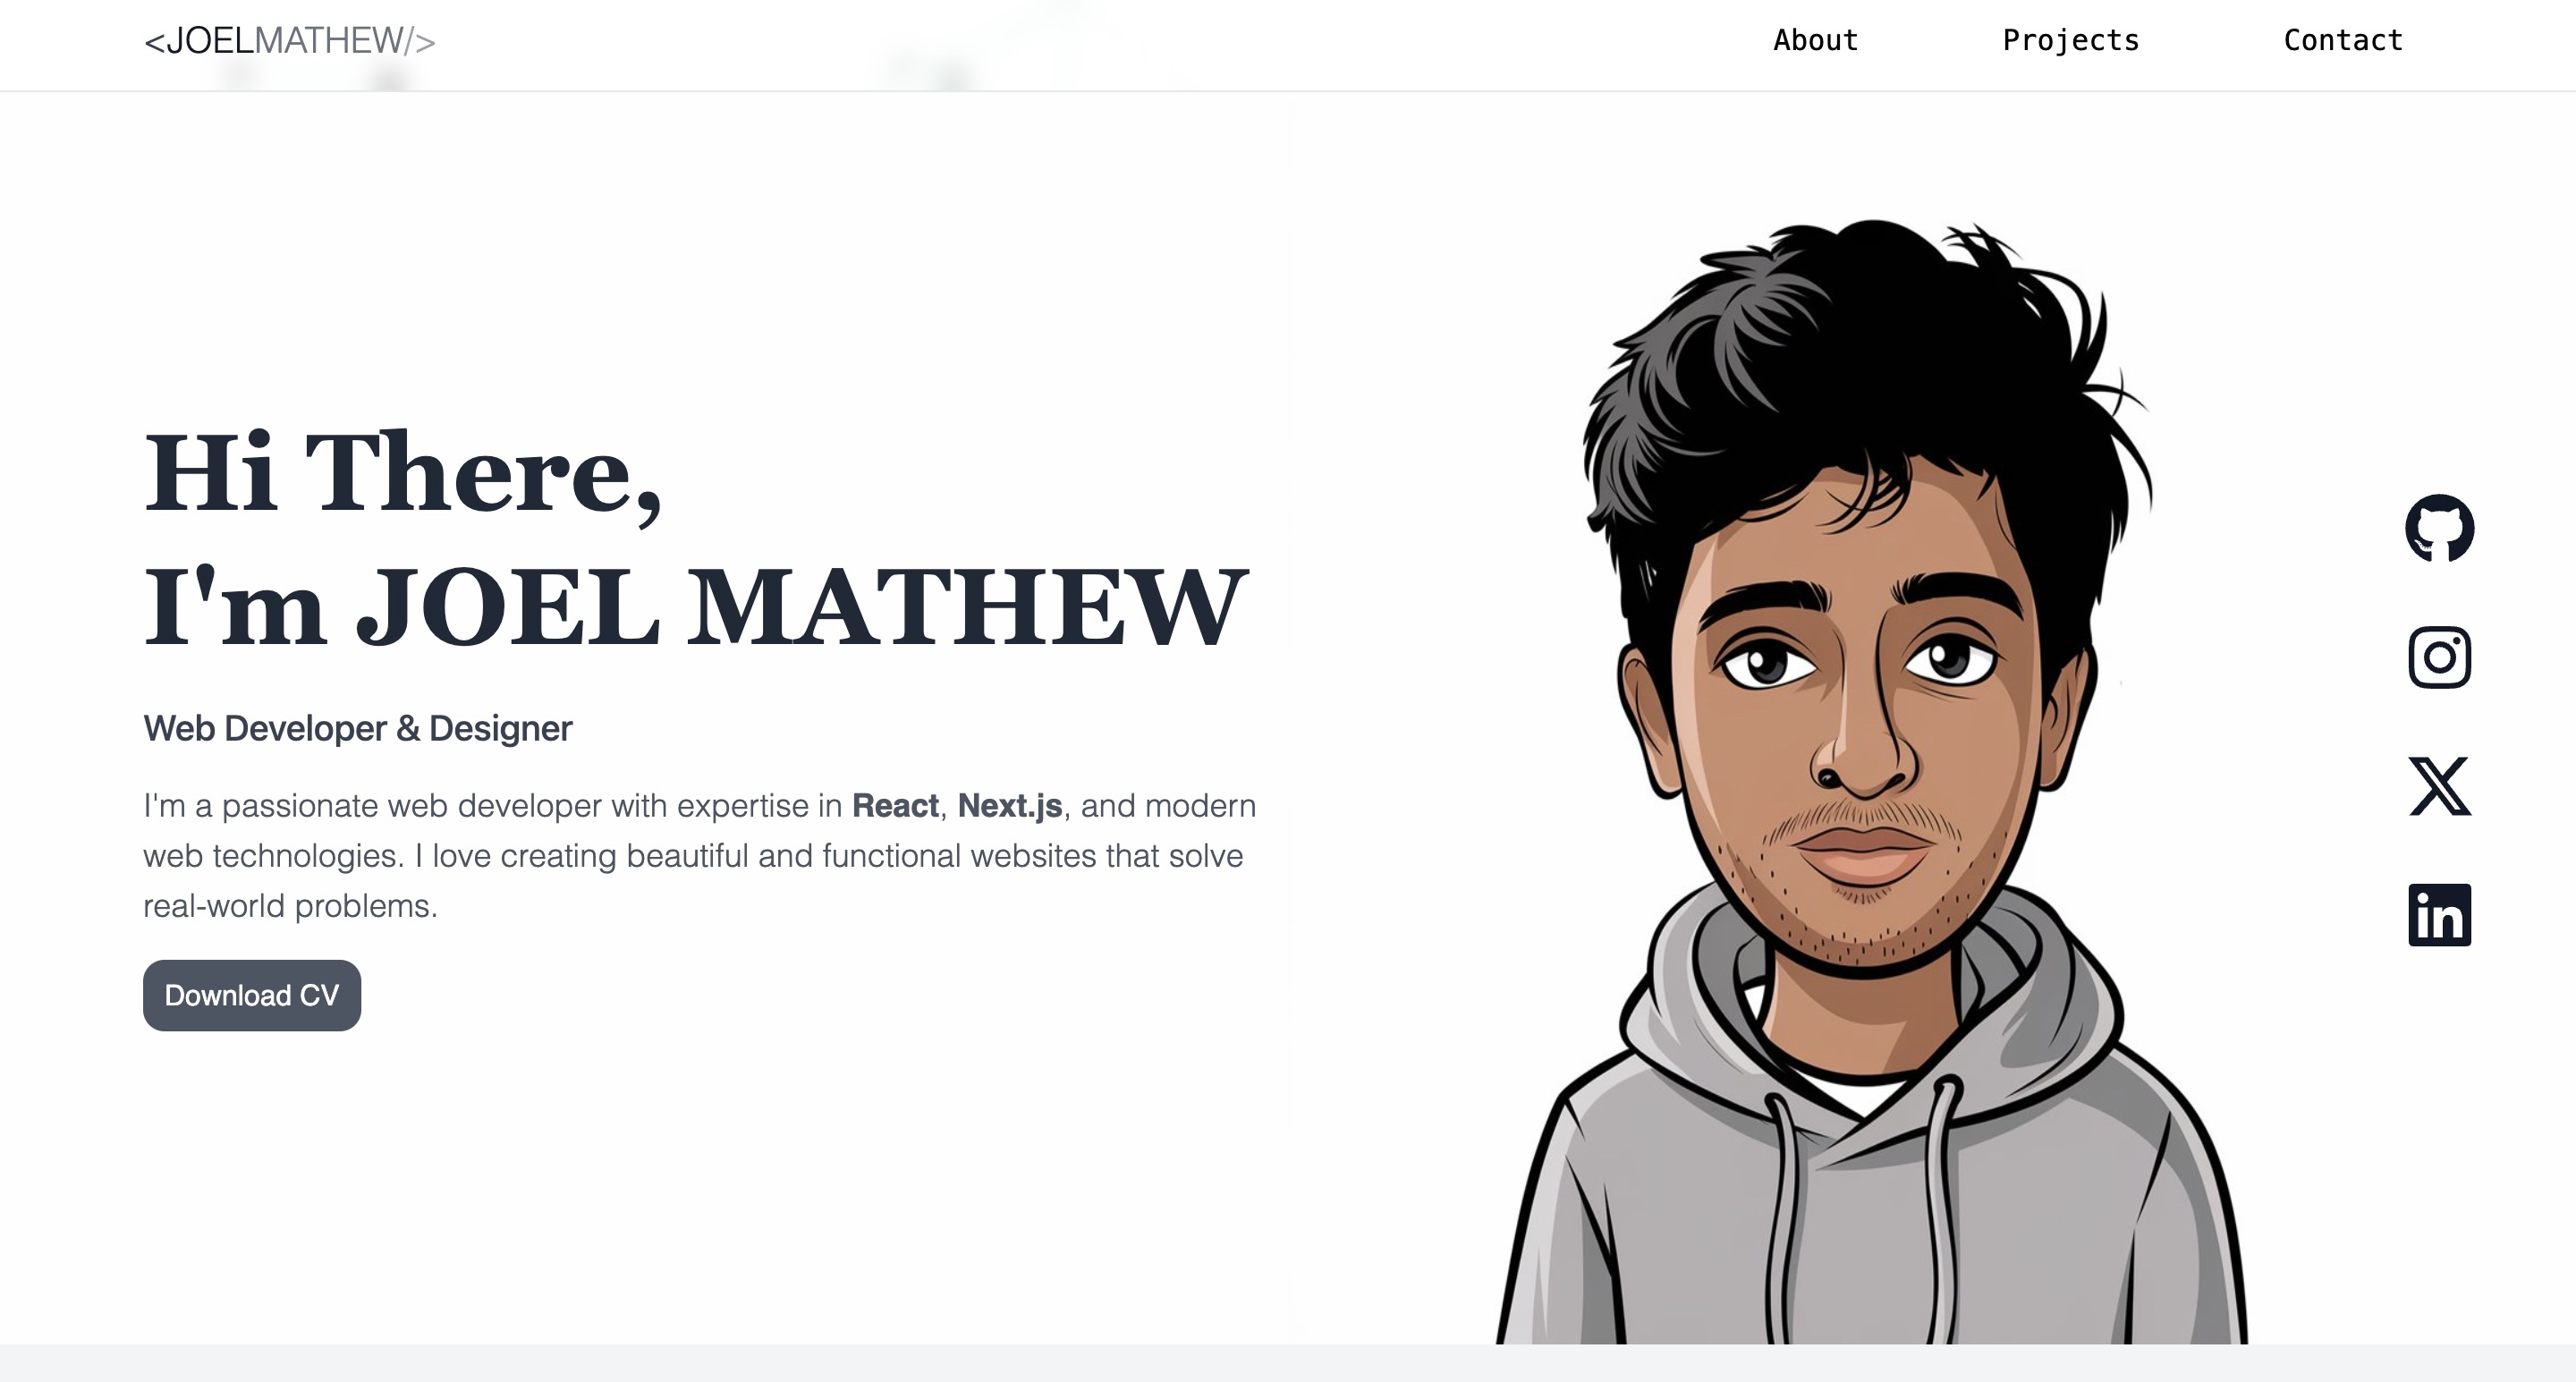 <JOELMATHEW/>
About
Projects
Contact
Hi There,
I'm JOEL MATHEW
Web Developer & Designer
I'm a passionate web developer with expertise in React, Next.js, and modern
web technologies. I love creating beautiful and functional websites that solve
real-world problems.
Download CV
in